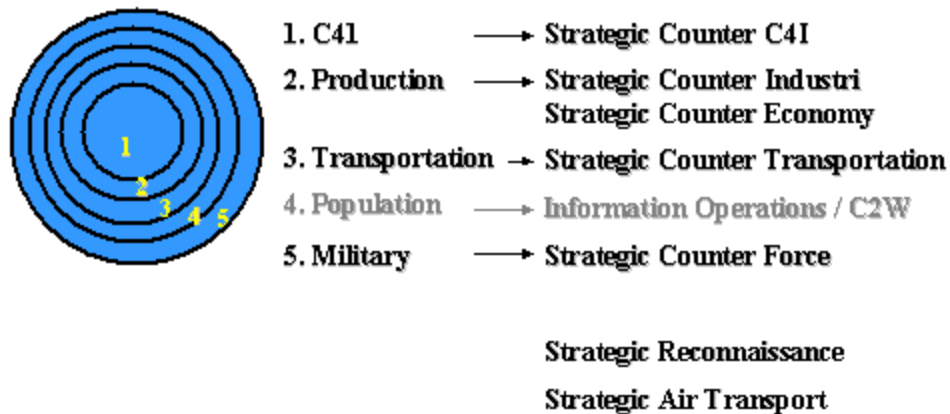 1. C41 Strategic Counter C4I
2. Production Strategic Counter Industri
Strategic Counter Economy
3. Transportation Strategic Counter Transportation
4. Population Information Operations / C2W
5. Military Strategic Counter Force
Strategic Reconnaissance
Strategic Air Transport
1
2
3
4
5